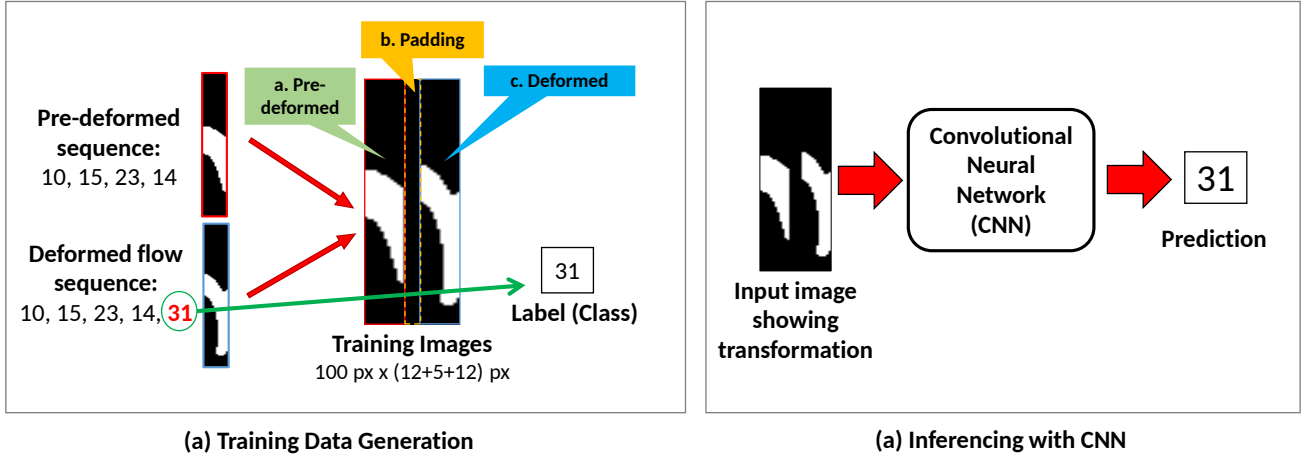 b. Padding
a. Pre-
deformed
c. Deformed
Pre-deformed
sequence:
10, 15, 23, 14
Deformed flow
sequence:
10, 15, 23, 14, 31
31
Label (Class)
Training Images
100 px x (12+5+12) px
(a) Training Data Generation
Convolutional
Neural
Network
(CNN)
31
Prediction
Input image
showing
transformation
(a) Inferencing with CNN